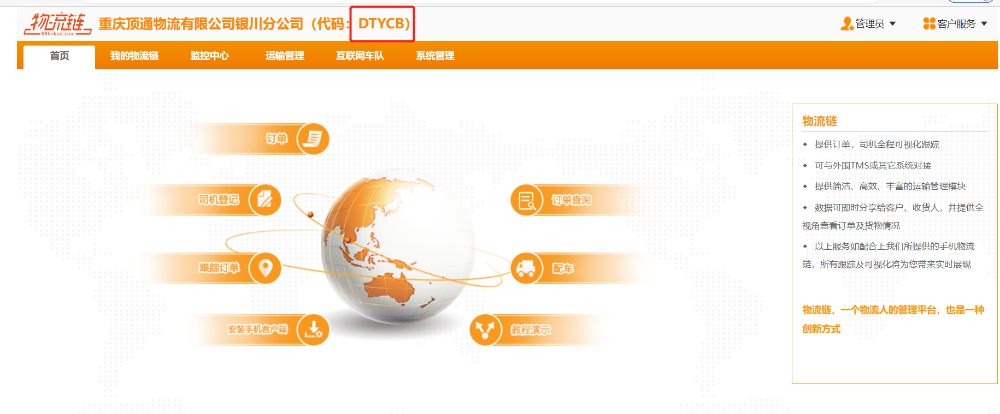 物流链
56linked.com
重庆顶通物流有限公司银川分公司（代码：DTYCB）
管理员
客户服务
首页
我的物流链
监控中心
运输管理
互联网车队
系统管理
订单
司机登记
跟踪订单
安装手机客户端
订单查询
配车
教程演示
物流链
提供订单，司机全程可视化跟踪
可与外围TMS或其它系统对接
提供简洁、高效、丰富的运输管理模块
数据可即时分享给客户、收货人，并提供全
视角查看订单及货物情况
以上服务如配合上我们所提供的手机物流
链，所有跟踪及可视化将为您带来实时展现
物流链，一个物流人的管理平台，也是一种
创新方式